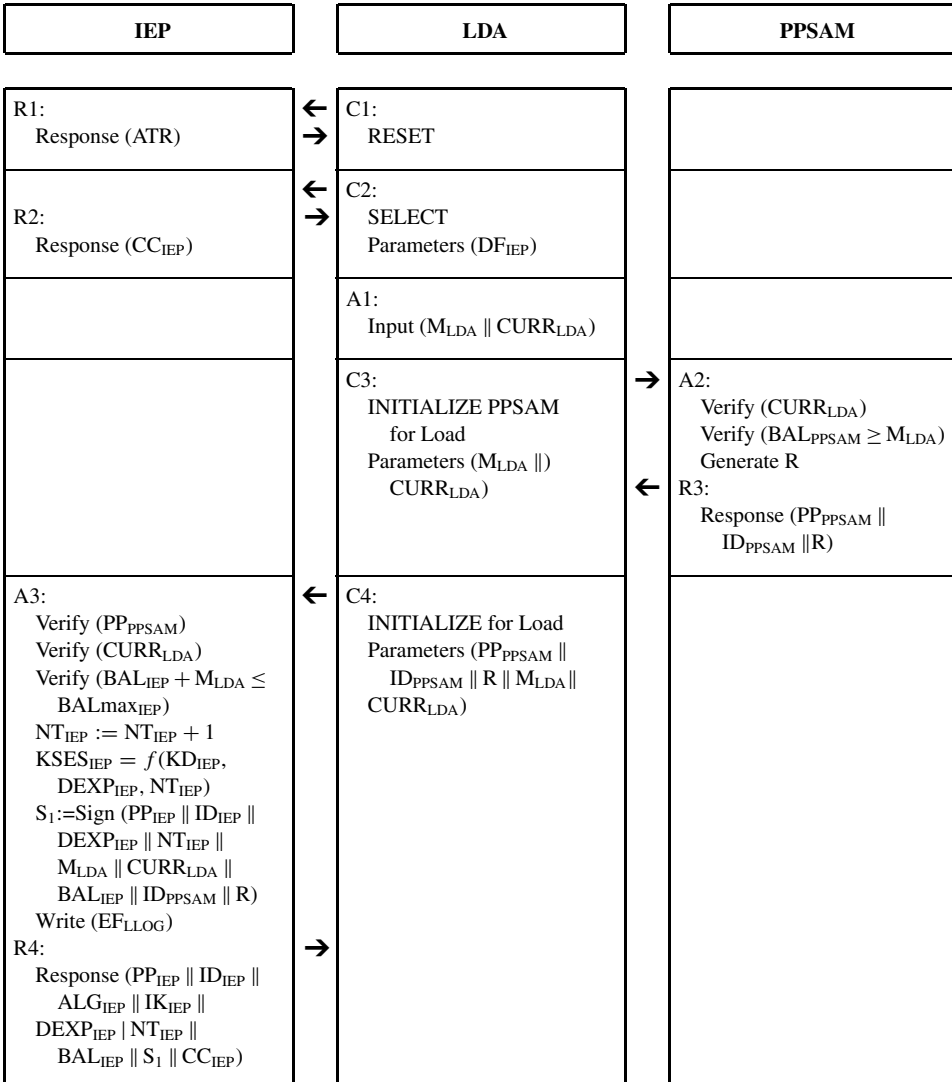 IEP
LDA
PPSAM
R1:
Response (ATR)
C1:
RESET
R2:
Response (CC_IEP)
C2:
SELECT
Parameters (DF_IEP)
A1:
Input (M_LDA ‖ CURR_LDA)
C3:
INITIALIZE PPSAM
for Load
Parameters (M_LDA ‖)
CURR_LDA)
A2:
Verify (CURR_LDA)
Verify (BAL_PPSAM ≥ M_LDA)
Generate R
R3:
Response (PP_PPSAM ‖
ID_PPSAM ‖R)
A3:
Verify (PP_PPSAM)
Verify (CURR_LDA)
Verify (BAL_IEP + M_LDA ≤
BALmax_IEP)
NT_IEP := NT_IEP + 1
KSES_IEP = f(KD_IEP,
DEXP_IEP, NT_IEP)
S_1:=Sign (PP_IEP ‖ ID_IEP ‖
DEXP_IEP ‖ NT_IEP ‖
M_LDA ‖ CURR_LDA ‖
BAL_IEP ‖ ID_PPSAM ‖ R)
Write (EF_LLOG)
R4:
Response (PP_IEP ‖ ID_IEP ‖
ALG_IEP ‖ IK_IEP ‖
DEXP_IEP | NT_IEP ‖
BAL_IEP ‖ S_1 ‖ CC_IEP)
C4:
INITIALIZE for Load
Parameters (PP_PPSAM ‖
ID_PPSAM ‖ R ‖ M_LDA‖
CURR_LDA)